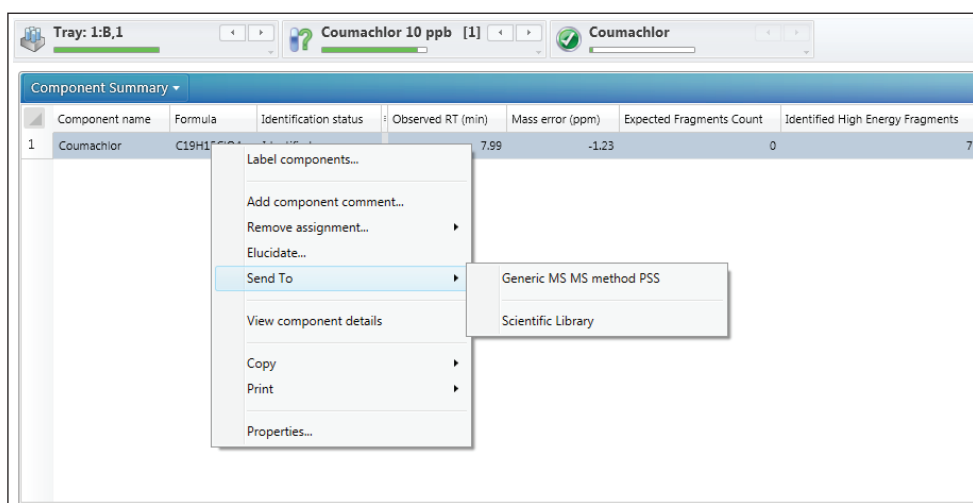 Tray: 1:B,1 Coumachlor 10 ppb [1] Coumachlor
Component Summary
Component name Formula Identification status Observed RT (min) Mass error (ppm) Expected Fragments Count Identified High Energy Fragments
1 Coumachlor 7.99 -1.23 0 7
Label components...
Add component comment...
Remove assignment...
Elucidate...
Send To
Generic MS MS method PSS
View component details
Scientific Library
Copy
Print
Properties...